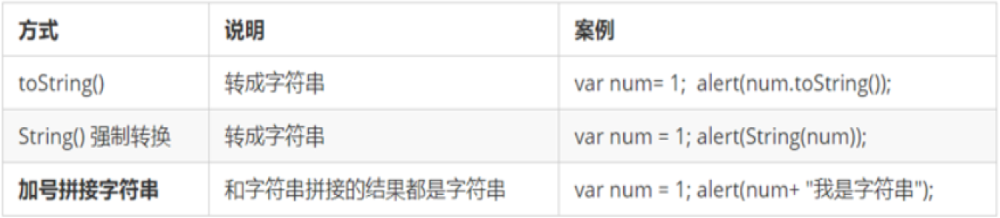 方式 说明 案例
toString() 转成字符串 var num= 1;  alert(num.toString());
String() 强制转换 转成字符串 var num = 1; alert(String(num));
加号拼接字符串 和字符串拼接的结果都是字符串 var num = 1; alert(num+ "我是字符串");